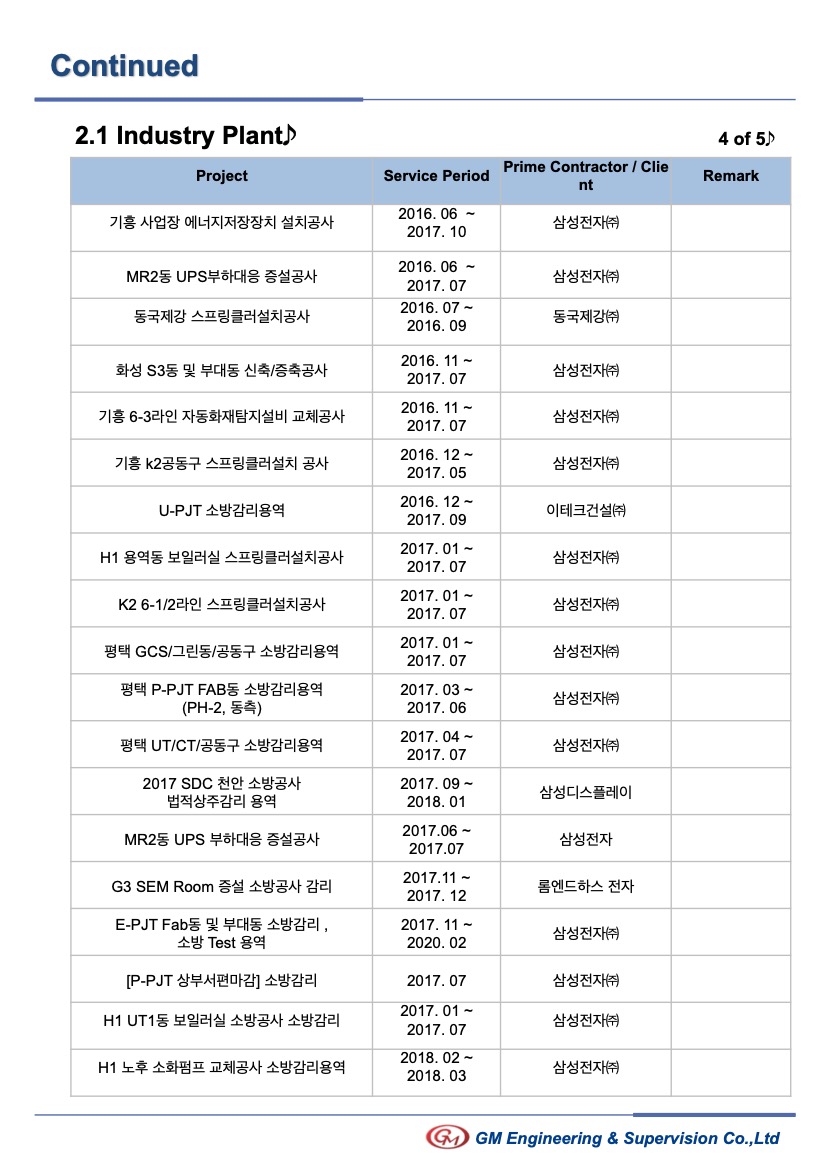 Continued
2.1 Industry Plant♪
4 of 5♪
Project Service Period Prime Contractor / Clie
nt Remark
기흥 사업장 에너지저장장치 설치공사 2016. 06 ~
2017. 10 삼성전자㈜
MR2동 UPS부하대응 증설공사 2016. 06 ~
2017. 07 삼성전자㈜
동국제강 스프링클러설치공사 2016. 07 ~
2016. 09 동국제강㈜
화성 S3동 및 부대동 신축/증축공사 2016. 11 ~
2017. 07 삼성전자㈜
기흥 6-3라인 자동화재탐지설비 교체공사 2016. 11 ~
2017. 07 삼성전자㈜
기흥 k2공동구 스프링클러설치 공사 2016. 12 ~
2017. 05 삼성전자㈜
U-PJT 소방감리용역 2016. 12 ~
2017. 09 이테크건설㈜
H1 용역동 보일러실 스프링클러설치공사 2017. 01 ~
2017. 07 삼성전자㈜
K2 6-1/2라인 스프링클러설치공사 2017. 01 ~
2017. 07 삼성전자㈜
평택 GCS/그린동/공동구 소방감리용역 2017. 01 ~
2017. 07 삼성전자㈜
평택 P-PJT FAB동 소방감리용역
(PH-2, 동측) 2017. 03 ~
2017. 06 삼성전자㈜
평택 UT/CT/공동구 소방감리용역 2017. 04 ~
2017. 07 삼성전자㈜
2017 SDC 천안 소방공사
법적상주감리 용역 2017. 09 ~
2018. 01 삼성디스플레이
MR2동 UPS 부하대응 증설공사 2017.06 ~
2017.07 삼성전자
G3 SEM Room 증설 소방공사 감리 2017.11 ~
2017. 12 롬엔드하스 전자
E-PJT Fab동 및 부대동 소방감리 ,
소방 Test 용역 2017. 11 ~
2020. 02 삼성전자㈜
[P-PJT 상부서편마감] 소방감리 2017. 07 삼성전자㈜
H1 UT1동 보일러실 소방공사 소방감리 2017. 01 ~
2017. 07 삼성전자㈜
H1 노후 소화펌프 교체공사 소방감리용역 2018. 02 ~
2018. 03 삼성전자㈜
GM GM Engineering & Supervision Co.,Ltd